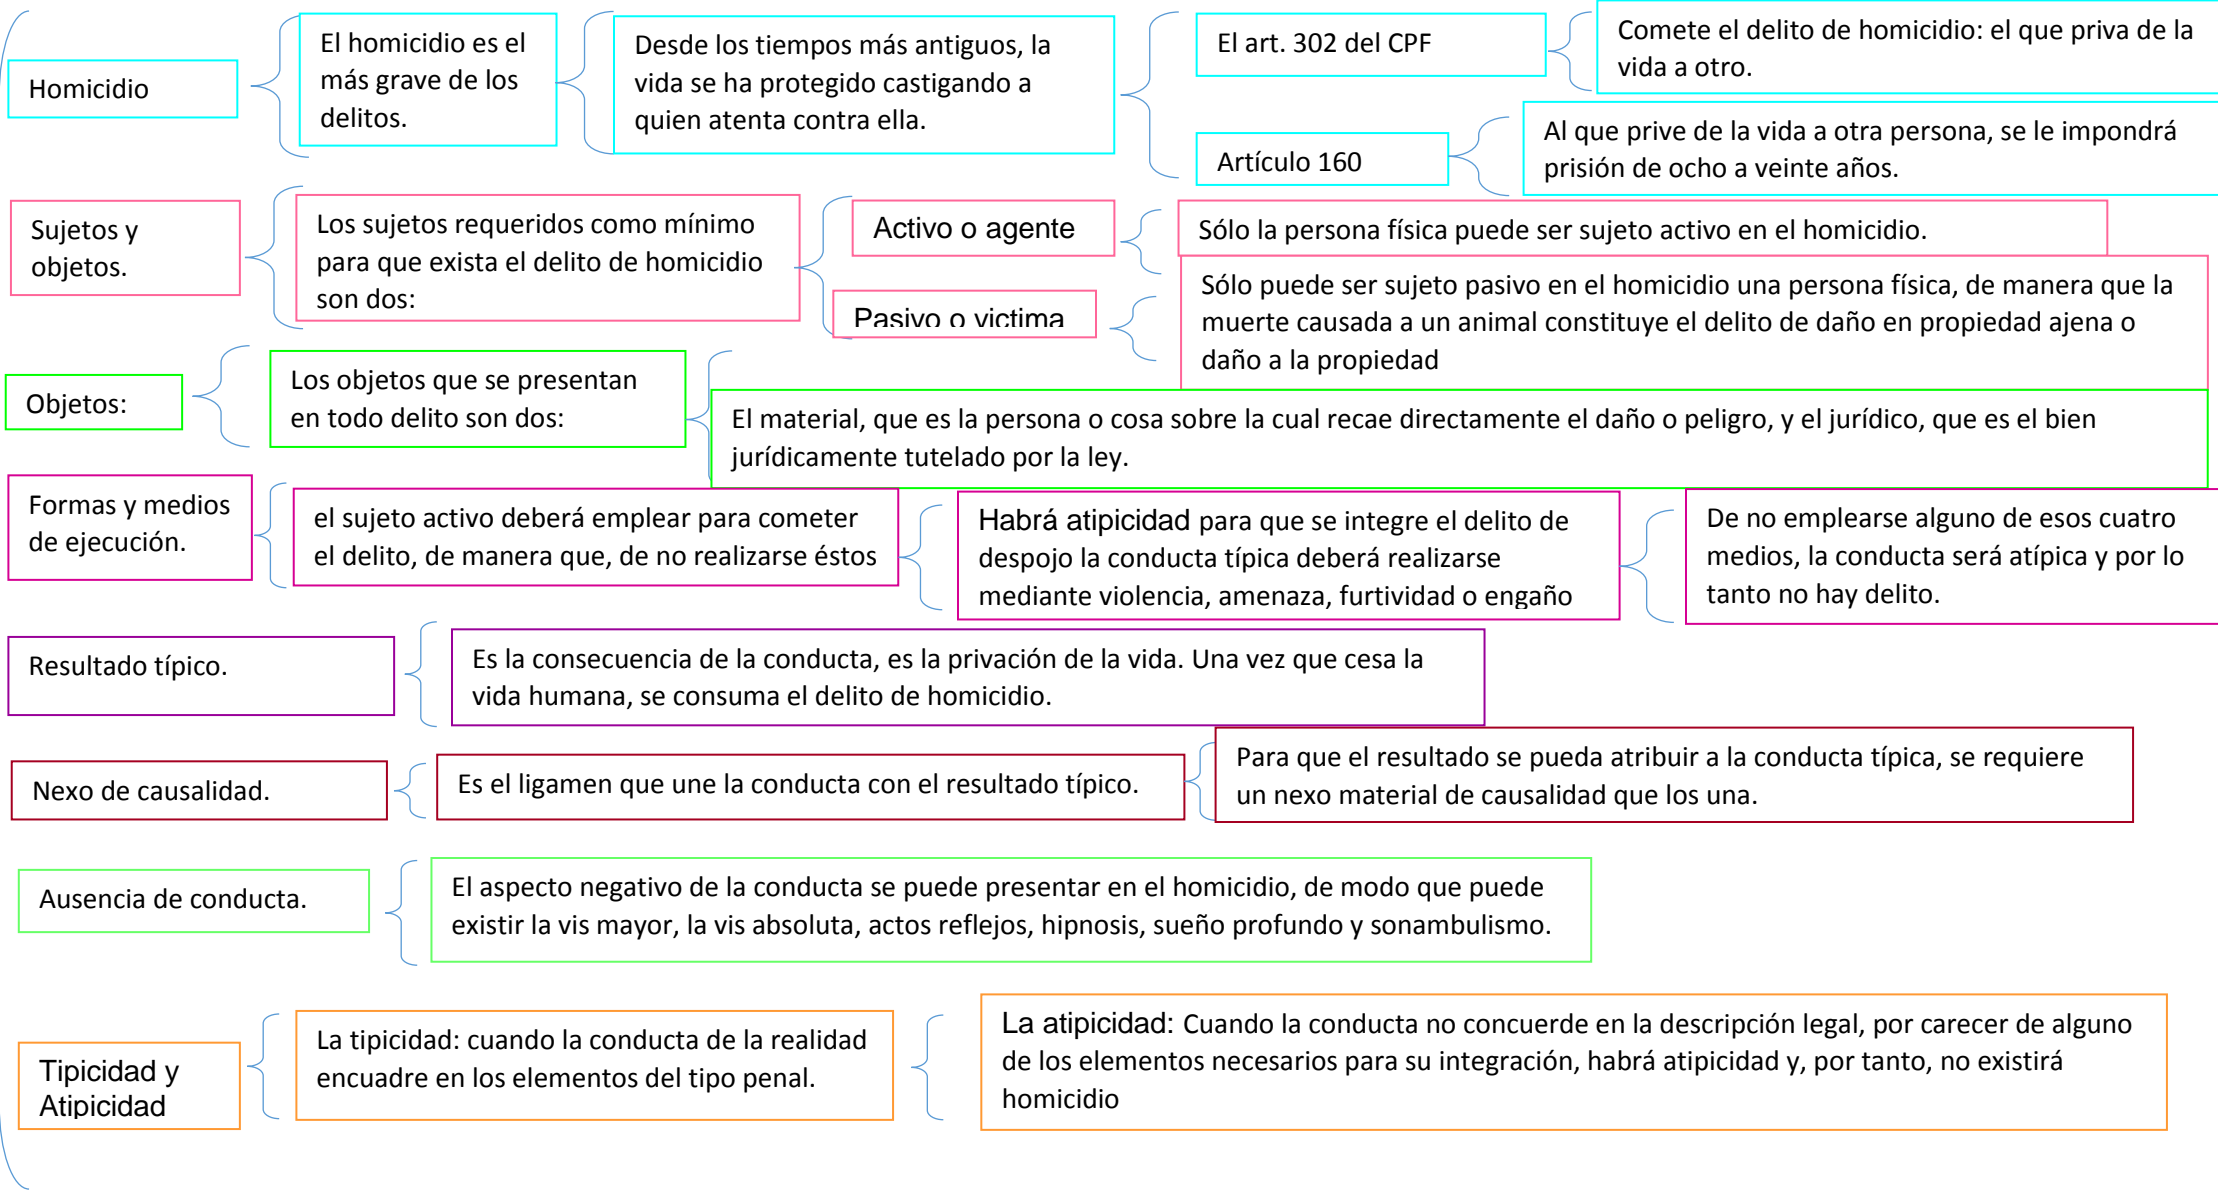 Homicidio
El homicidio es el
más grave de los
delitos.
Desde los tiempos más antiguos, la
vida se ha protegido castigando a
quien atenta contra ella.
El art. 302 del CPF
Comete el delito de homicidio: el que priva de la
vida a otro.
Artículo 160
Al que prive de la vida a otra persona, se le impondrá
prisión de ocho a veinte años.
Sujetos y
objetos.
Los sujetos requeridos como mínimo
para que exista el delito de homicidio
son dos:
Activo o agente
Sólo la persona física puede ser sujeto activo en el homicidio.
Pasivo o victima
Sólo puede ser sujeto pasivo en el homicidio una persona física, de manera que la
muerte causada a un animal constituye el delito de daño en propiedad ajena o
daño a la propiedad
Objetos:
Los objetos que se presentan
en todo delito son dos:
El material, que es la persona o cosa sobre la cual recae directamente el daño o peligro, y el jurídico, que es el bien
jurídicamente tutelado por la ley.
Formas y medios
de ejecución.
el sujeto activo deberá emplear para cometer
el delito, de manera que, de no realizarse éstos
Habrá atipicidad para que se integre el delito de
despojo la conducta típica deberá realizarse
mediante violencia, amenaza, furtividad o engaño
De no emplearse alguno de esos cuatro
medios, la conducta será atípica y por lo
tanto no hay delito.
Resultado típico.
Es la consecuencia de la conducta, es la privación de la vida. Una vez que cesa la
vida humana, se consuma el delito de homicidio.
Nexo de causalidad.
Es el ligamen que une la conducta con el resultado típico.
Para que el resultado se pueda atribuir a la conducta típica, se requiere
un nexo material de causalidad que los una.
Ausencia de conducta.
El aspecto negativo de la conducta se puede presentar en el homicidio, de modo que puede
existir la vis mayor, la vis absoluta, actos reflejos, hipnosis, sueño profundo y sonambulismo.
Tipicidad y
Atipicidad
La tipicidad: cuando la conducta de la realidad
encuadre en los elementos del tipo penal.
La atipicidad: Cuando la conducta no concuerde en la descripción legal, por carecer de alguno
de los elementos necesarios para su integración, habrá atipicidad y, por tanto, no existirá
homicidio